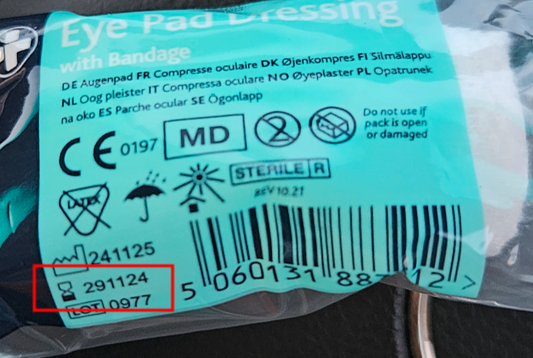 Eye Pad Dressing
with Bandage
DE Augenpad FR Compresse oculaire DK Øjenkompres FI Silmälappu
NL Oog pleister IT Compressa oculare NO Øyeplaster PL Opatrunek
na oko ES Parche ocular SE Ögonlapp
CE 0197 MD 2 Do not use if
pack is open
or damaged
LATEX STERILE R
REV 10.21
241125
291124
LOT 0977
5 060131 88 12 >